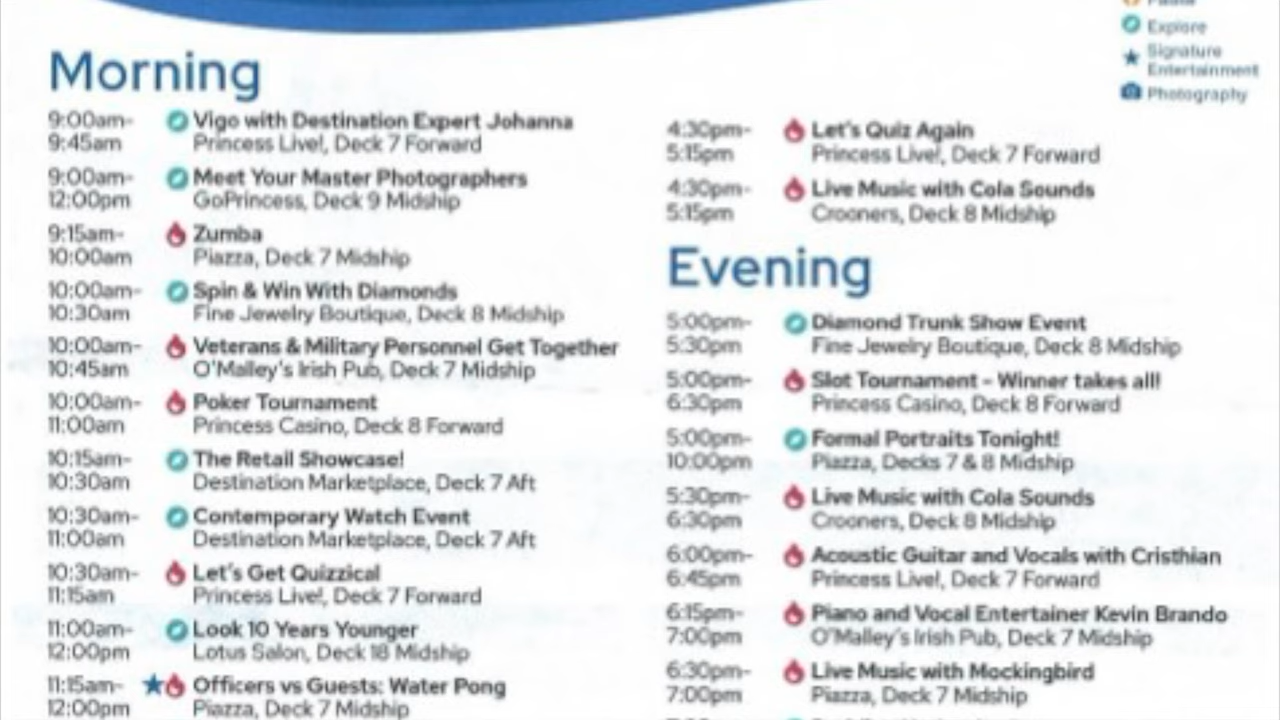 Explore
Signature
Entertainment
Photography
Morning
9:00am- Vigo with Destination Expert Johanna
9:45am Princess Live!, Deck 7 Forward
9:00am- Meet Your Master Photographers
12:00pm GoPrincess, Deck 9 Midship
9:15am- Zumba
10:00am Piazza, Deck 7 Midship
10:00am- Spin & Win With Diamonds
10:30am Fine Jewelry Boutique, Deck 8 Midship
10:00am- Veterans & Military Personnel Get Together
10:45am O'Malley's Irish Pub, Deck 7 Midship
10:00am- Poker Tournament
11:00am Princess Casino, Deck 8 Forward
10:15am- The Retail Showcase!
10:30am Destination Marketplace, Deck 7 Aft
10:30am- Contemporary Watch Event
11:00am Destination Marketplace, Deck 7 Aft
10:30am- Let's Get Quizzical
11:15am Princess Live!, Deck 7 Forward
11:00am- Look 10 Years Younger
12:00pm Lotus Salon, Deck 18 Midship
11:15am- Officers vs Guests: Water Pong
12:00pm Piazza, Deck 7 Midship
4:30pm- Let's Quiz Again
5:15pm Princess Live!, Deck 7 Forward
4:30pm- Live Music with Cola Sounds
5:15pm Crooners, Deck 8 Midship
Evening
5:00pm- Diamond Trunk Show Event
5:30pm Fine Jewelry Boutique, Deck 8 Midship
5:00pm- Slot Tournament - Winner takes all!
6:30pm Princess Casino, Deck 8 Forward
5:00pm- Formal Portraits Tonight!
10:00pm Piazza, Decks 7 & 8 Midship
5:30pm- Live Music with Cola Sounds
6:30pm Crooners, Deck 8 Midship
6:00pm- Acoustic Guitar and Vocals with Cristhian
6:45pm Princess Live!, Deck 7 Forward
6:15pm- Piano and Vocal Entertainer Kevin Brando
7:00pm O'Malley's Irish Pub, Deck 7 Midship
6:30pm- Live Music with Mockingbird
7:00pm Piazza, Deck 7 Midship